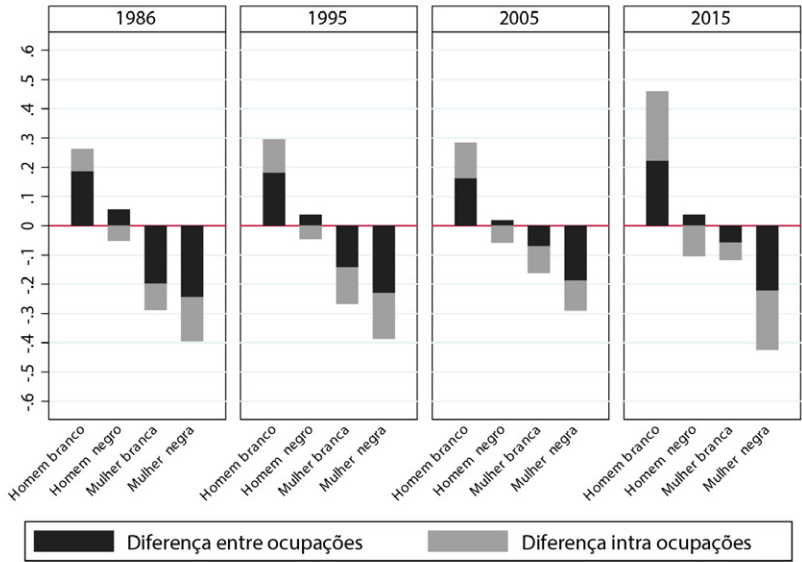 1986
1995
2005
2015
.6
.5
.4
.3
.2
.1
0
-.1
-.2
-.3
-.4
-.5
-.6
Homem branco
Homem negro
Mulher branca
Mulher negra
Homem branco
Homem negro
Mulher branca
Mulher negra
Homem branco
Homem negro
Mulher branca
Mulher negra
Homem branco
Homem negro
Mulher branca
Mulher negra
Diferença entre ocupações
Diferença intra ocupações